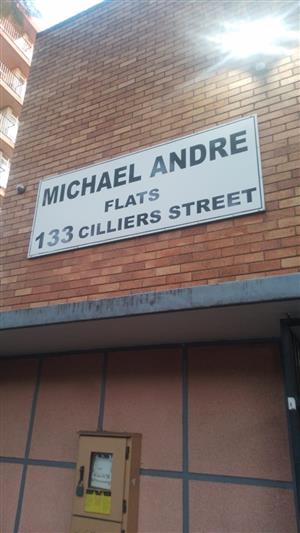 MICHAEL ANDRE
FLATS
133 CILLIERS STREET